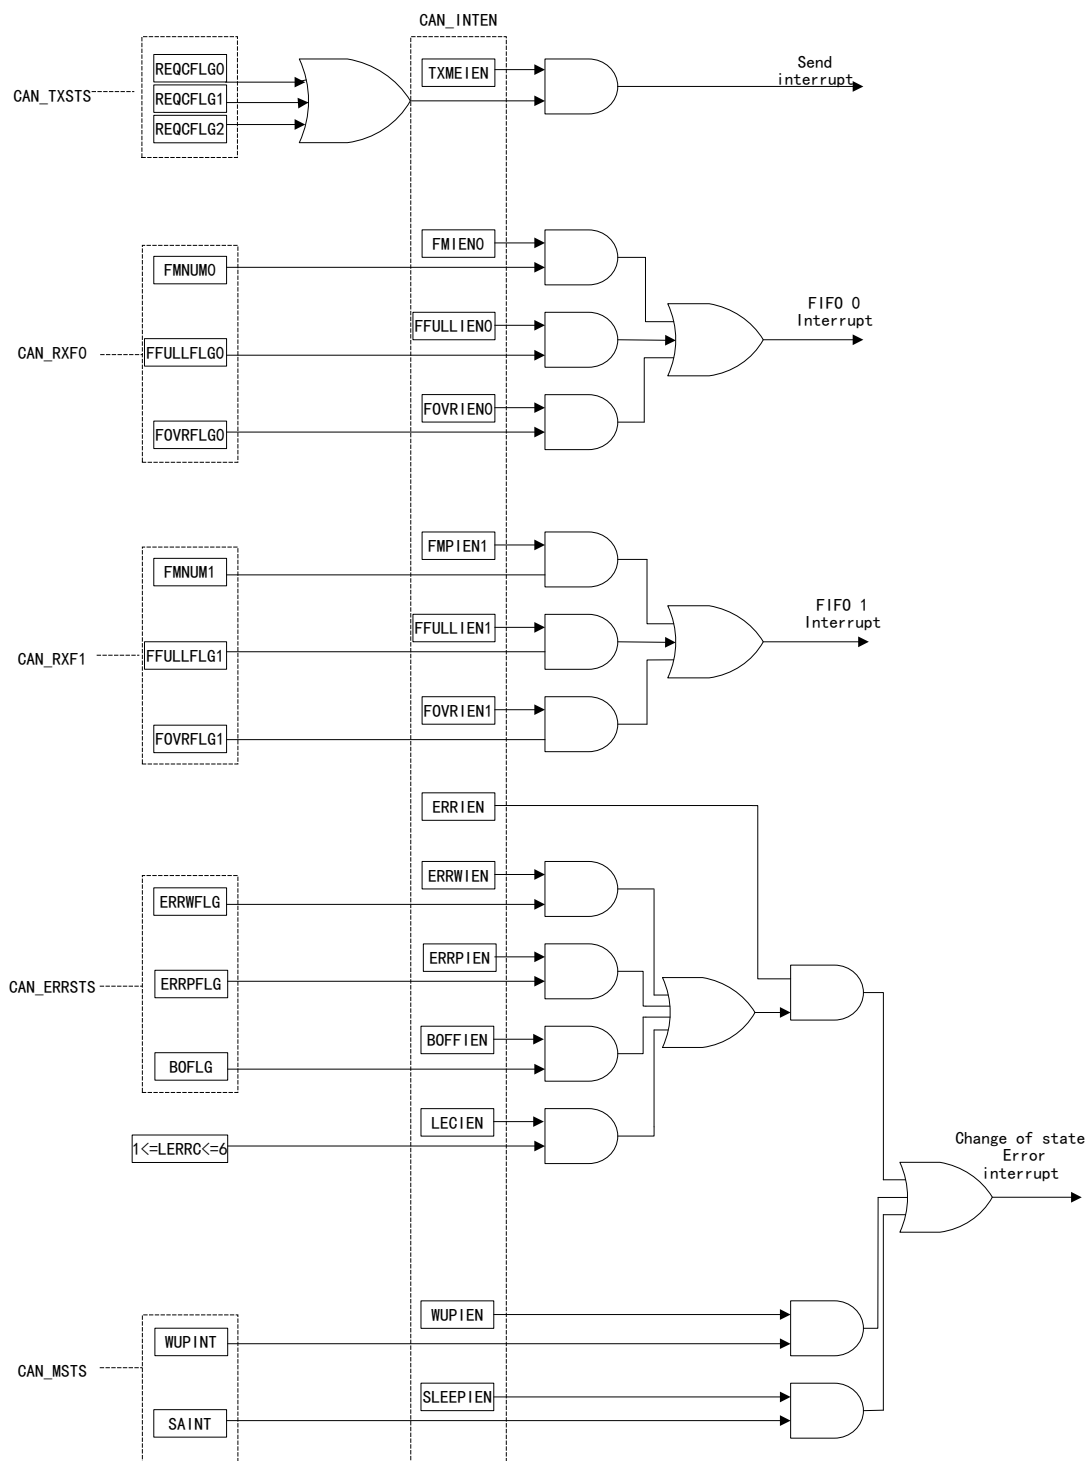 CAN_INTEN
REQCFLG0
TXMEIEN
Send
interrupt
CAN_TXSTS
REQCFLG1
REQCFLG2
FMIEN0
FMNUM0
FIFO 0
Interrupt
FFULLIEN0
CAN_RXF0
FFULLFLG0
FOVRIEN0
FOVRFLG0
FMPIEN1
FMNUM1
FIFO 1
Interrupt
FFULLIEN1
CAN_RXF1
FFULLFLG1
FOVRIEN1
FOVRFLG1
ERRIEN
ERRWIEN
ERRWFLG
ERRPIEN
CAN_ERRSTS
ERRPFLG
BOFFIEN
BOFLG
LECIEN
1<=LERRC<=6
Change of state
Error
interrupt
WUPIEN
WUPINT
CAN_MSTS
SLEEPIEN
SAINT